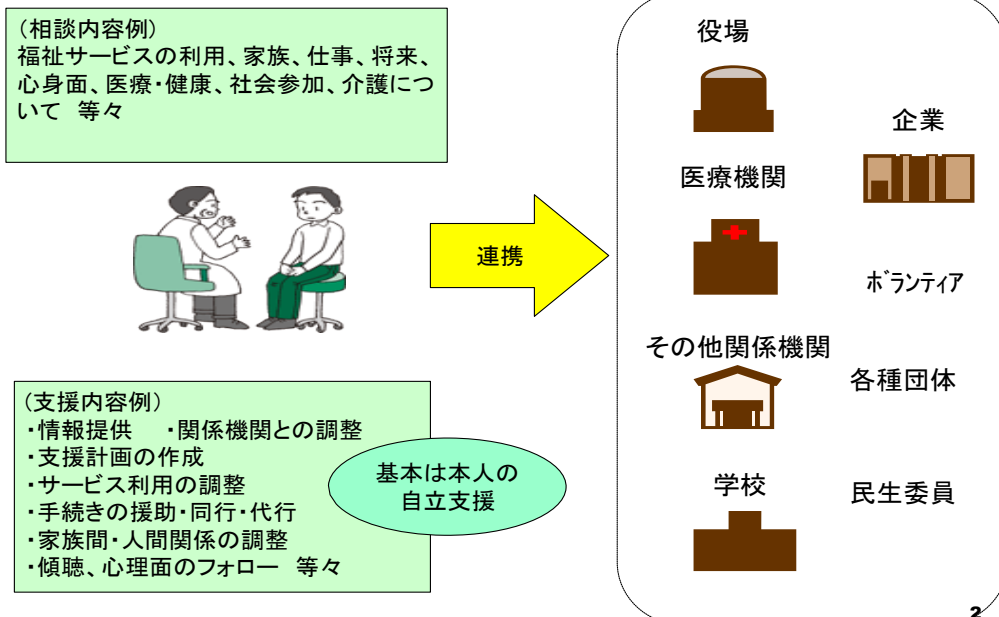 （相談内容例）
福祉サービスの利用、家族、仕事、将来、
心身面、医療・健康、社会参加、介護につ
いて　等々
連携
（支援内容例）
・情報提供　・関係機関との調整
・支援計画の作成
・サービス利用の調整
・手続きの援助・同行・代行
・家族間・人間関係の調整
・傾聴、心理面のフォロー　等々
基本は本人の
自立支援
役場
企業
医療機関
ボランティア
その他関係機関
各種団体
学校
民生委員
2